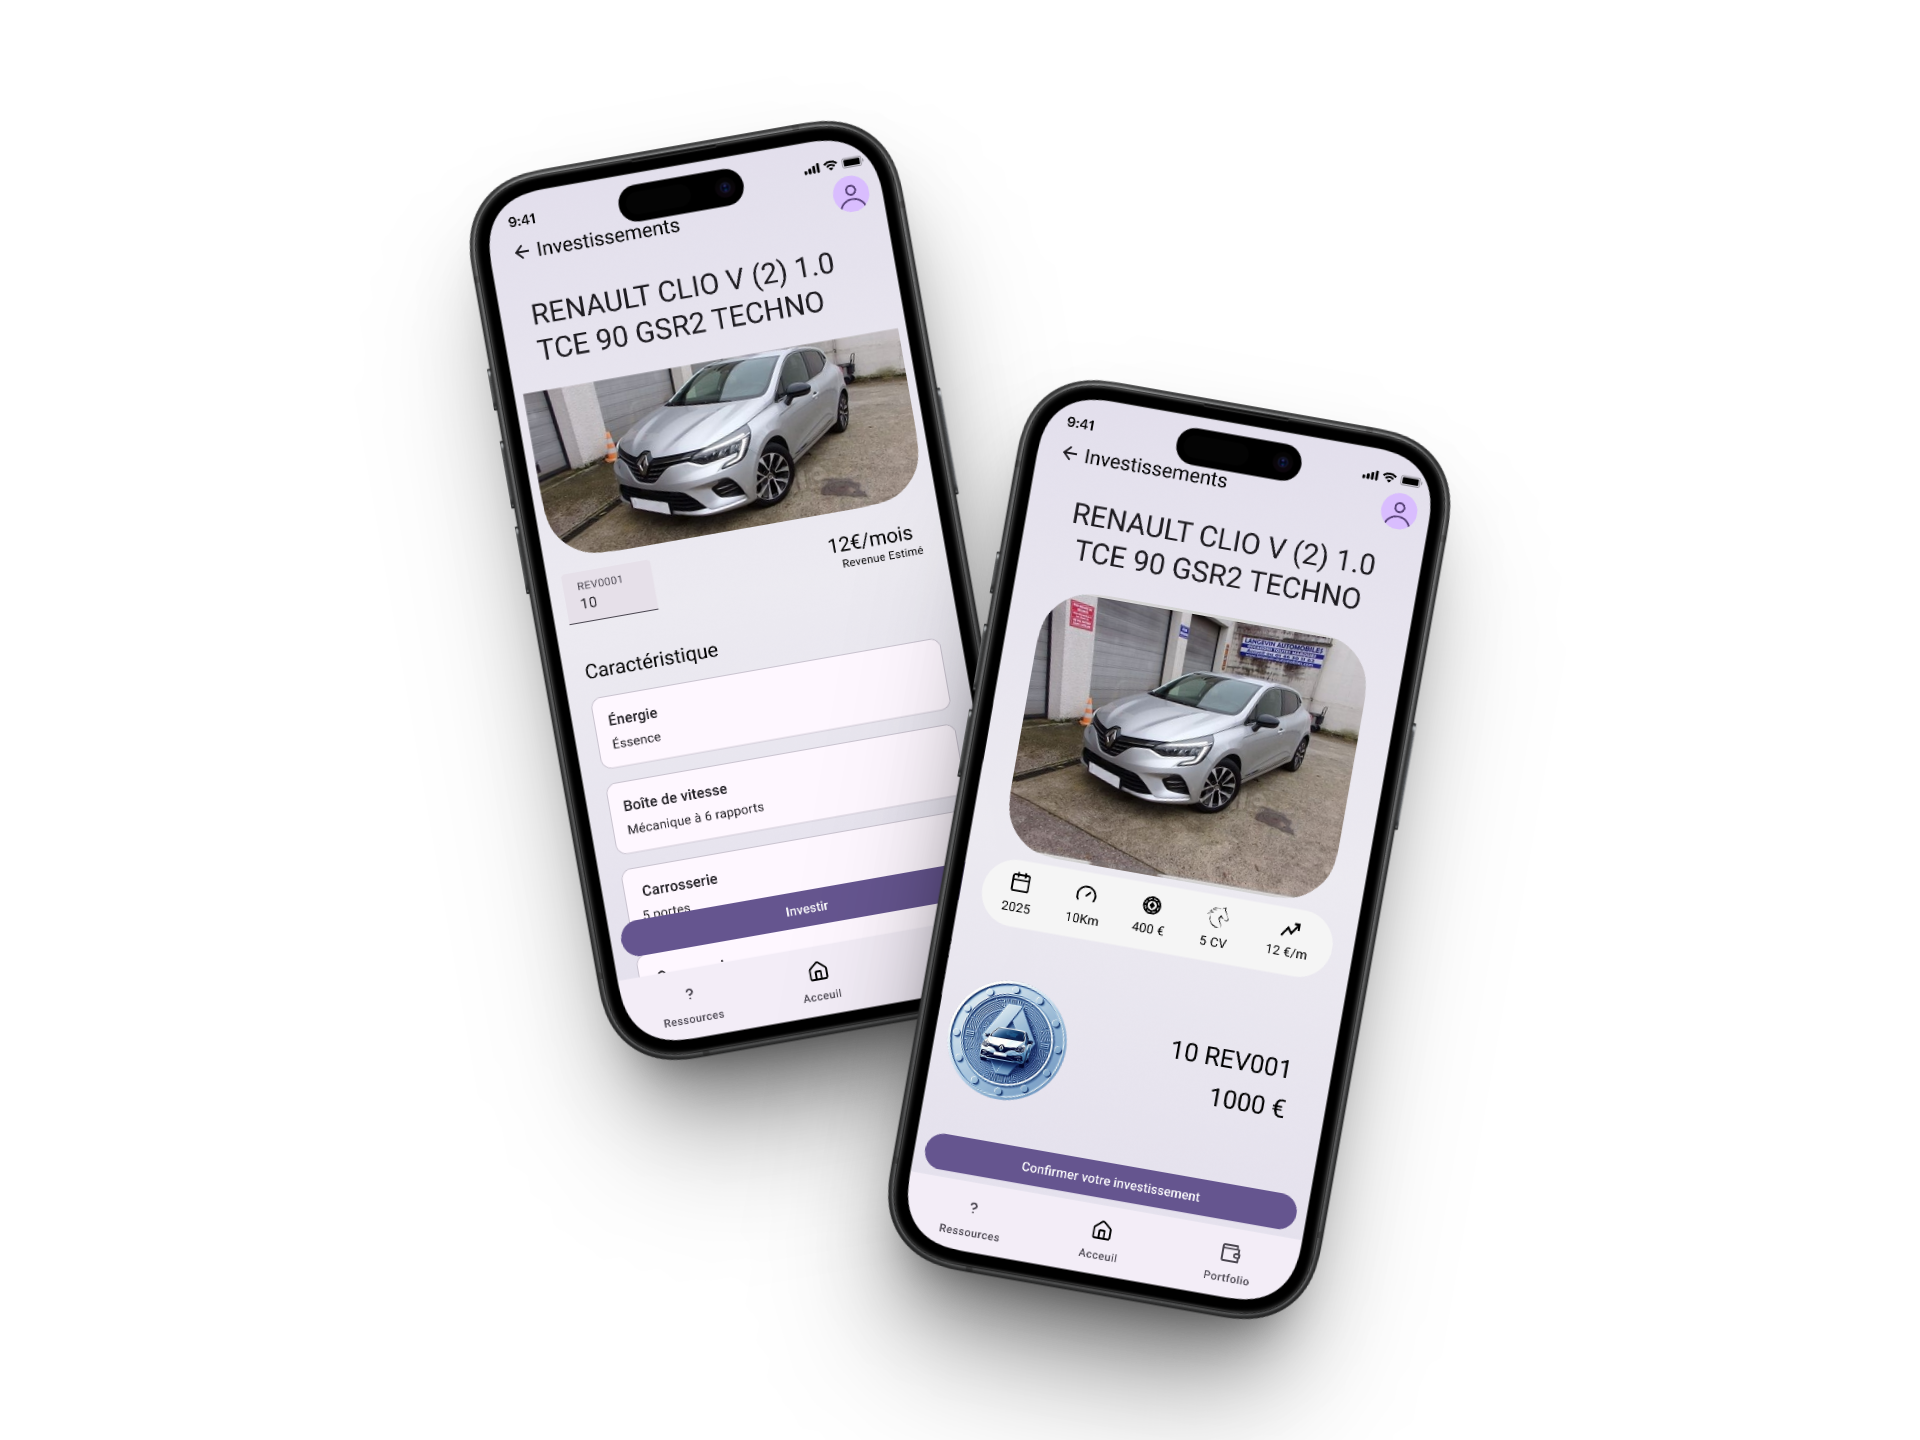 9:41
← Investissements
RENAULT CLIO V (2) 1.0
TCE 90 GSR2 TECHNO
12€/mois
Revenue Estimé
REV0001
10
Caractéristique
Énergie
Éssence
Boîte de vitesse
Mécanique à 6 rapports
Carrosserie
5 portes
Investir
?
Ressources
Acceuil
9:41
← Investissements
RENAULT CLIO V (2) 1.0
TCE 90 GSR2 TECHNO
LANGEVIN AUTOMOBILES
2025
10Km
400 €
5 CV
12 €/m
10 REV001
1000 €
Confirmer votre investissement
?
Ressources
Acceuil
Portfolio